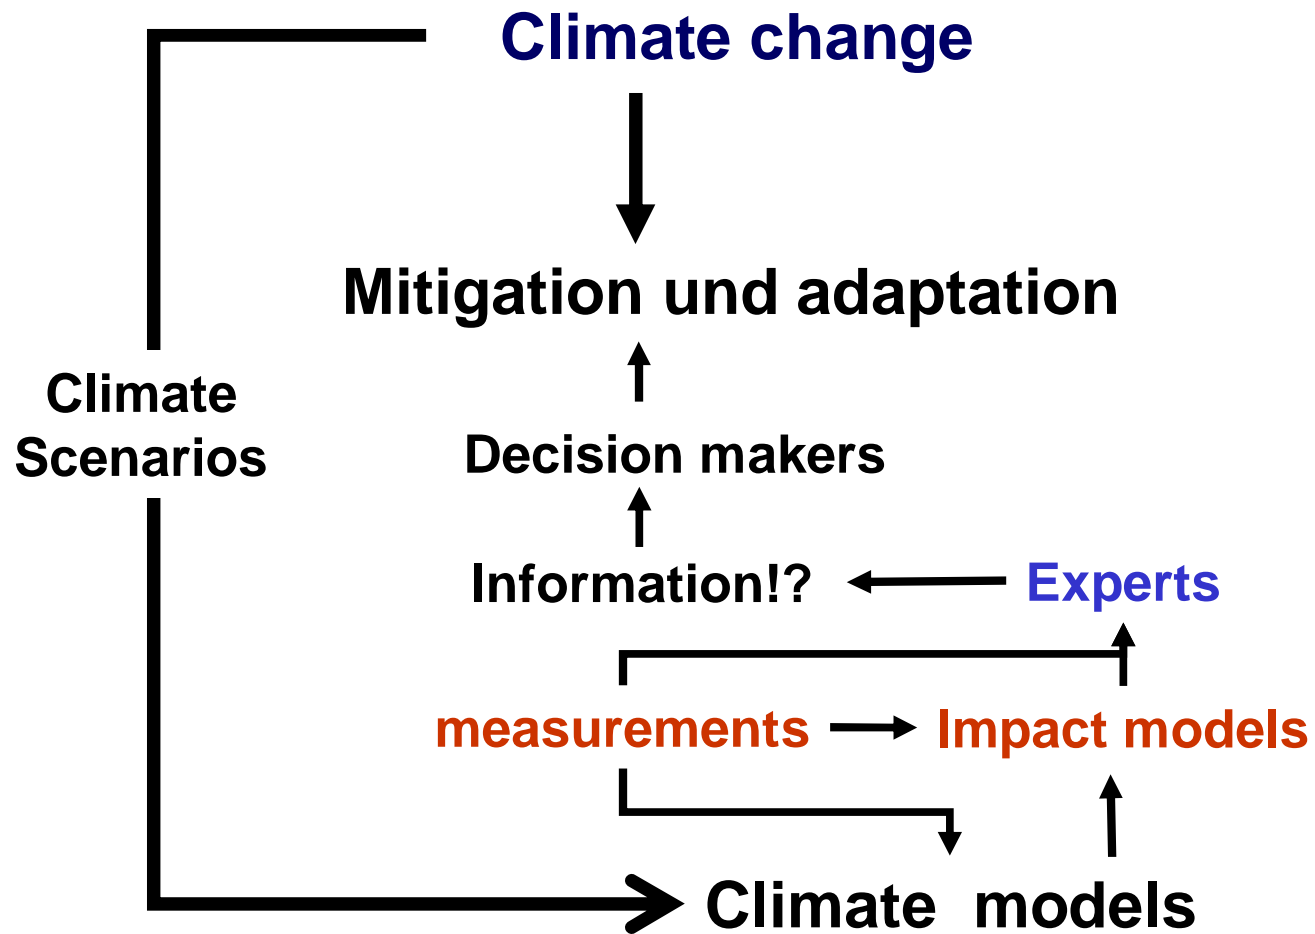 Climate change
Mitigation und adaptation
Climate
Scenarios
Decision makers
Information!?
Experts
measurements
Impact models
Climate models